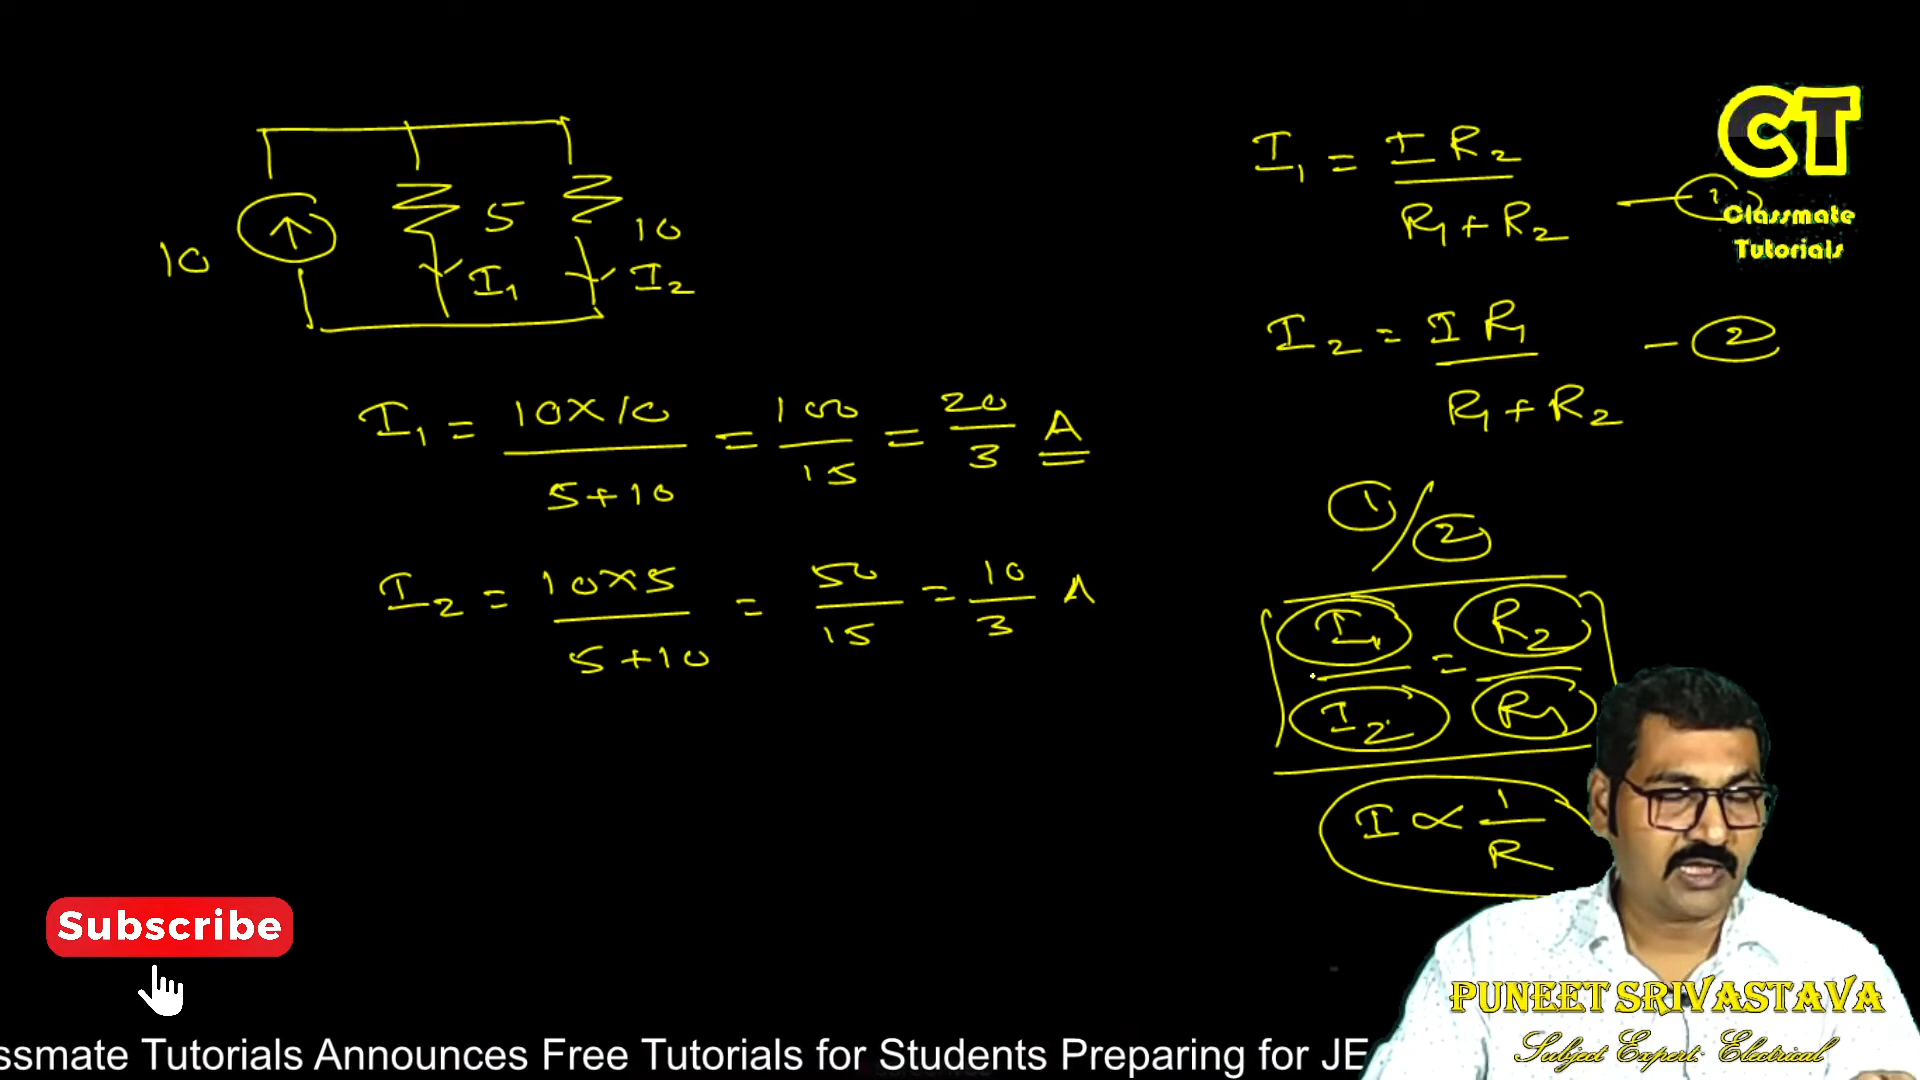 10
5
I₁
10
I₂
I₁ = I R₂ / R₁ + R₂ — ①
I₂ = I R₁ / R₁ + R₂ — ②
I₁ = 10×10 / 5+10 = 100 / 15 = 20 / 3 A
I₂ = 10×5 / 5+10 = 50 / 15 = 10 / 3 A
① / ②
I₁ / I₂ = R₂ / R₁
I ∝ 1 / R
CT
Classmate
Tutorials
Subscribe
PUNEET SRIVASTAVA
Subject Expert: Electrical
ssmate Tutorials Announces Free Tutorials for Students Preparing for JE